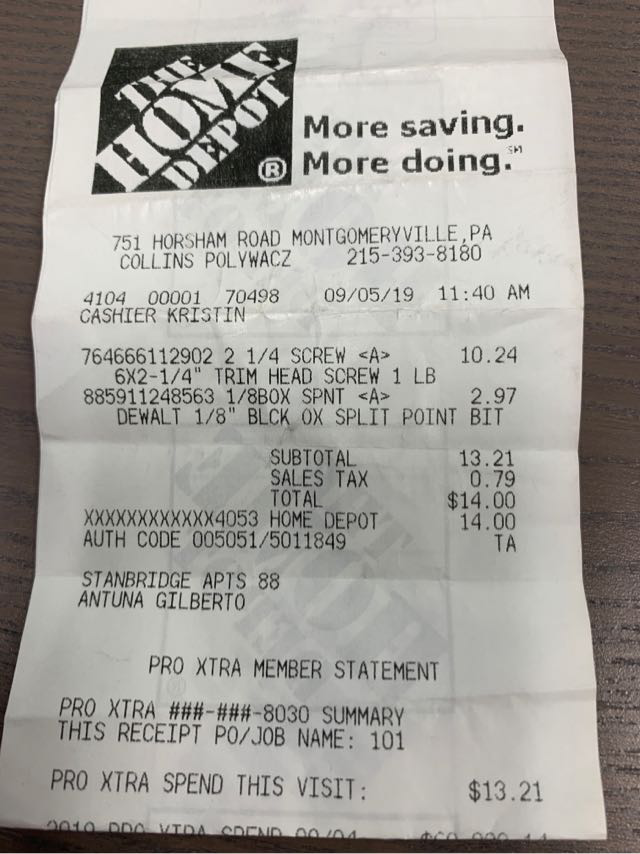 THE
HOME
DEPOT
®
More saving.
More doing.℠
751 HORSHAM ROAD MONTGOMERYVILLE,PA
COLLINS POLYWACZ 215-393-8180
4104 00001 70498 09/05/19 11:40 AM
CASHIER KRISTIN
764666112902 2 1/4 SCREW <A> 10.24
6X2-1/4" TRIM HEAD SCREW 1 LB
885911248563 1/8BOX SPNT <A> 2.97
DEWALT 1/8" BLCK OX SPLIT POINT BIT
SUBTOTAL 13.21
SALES TAX 0.79
TOTAL $14.00
XXXXXXXXXXXX4053 HOME DEPOT 14.00
AUTH CODE 005051/5011849 TA
STANBRIDGE APTS 88
ANTUNA GILBERTO
PRO XTRA MEMBER STATEMENT
PRO XTRA ###-###-8030 SUMMARY
THIS RECEIPT PO/JOB NAME: 101
PRO XTRA SPEND THIS VISIT: $13.21
2019 PRO XTRA SPEND